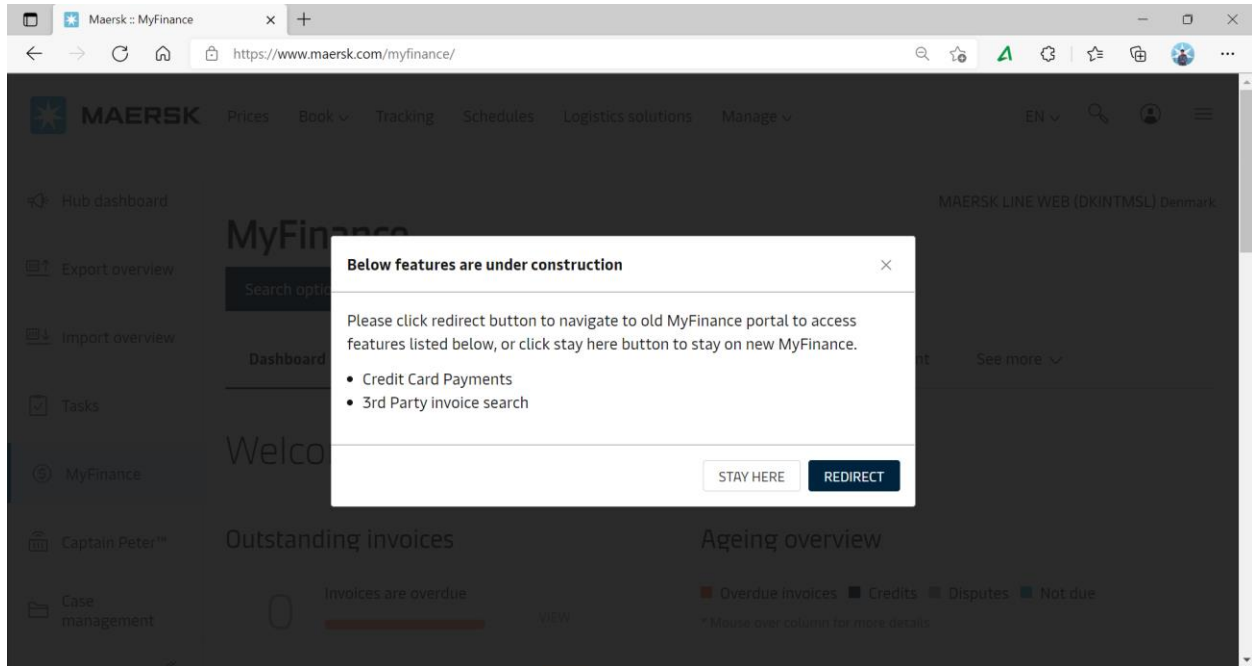 Maersk :: MyFinance
https://www.maersk.com/myfinance/
MAERSK Prices Book Tracking Schedules Logistics solutions Manage EN
Hub dashboard
MAERSK LINE WEB (DKINTMSL) Denmark
MyFinance
Export overview
Search optio
Import overview
Dashboard
nt
See more
Tasks
Below features are under construction
Please click redirect button to navigate to old MyFinance portal to access
features listed below, or click stay here button to stay on new MyFinance.
• Credit Card Payments
• 3rd Party invoice search
STAY HERE
REDIRECT
Welco
MyFinance
Captain Peter™
Outstanding invoices
Ageing overview
Case
management
0
Invoices are overdue
VIEW
Overdue invoices Credits Disputes Not due
* Mouse over column for more details